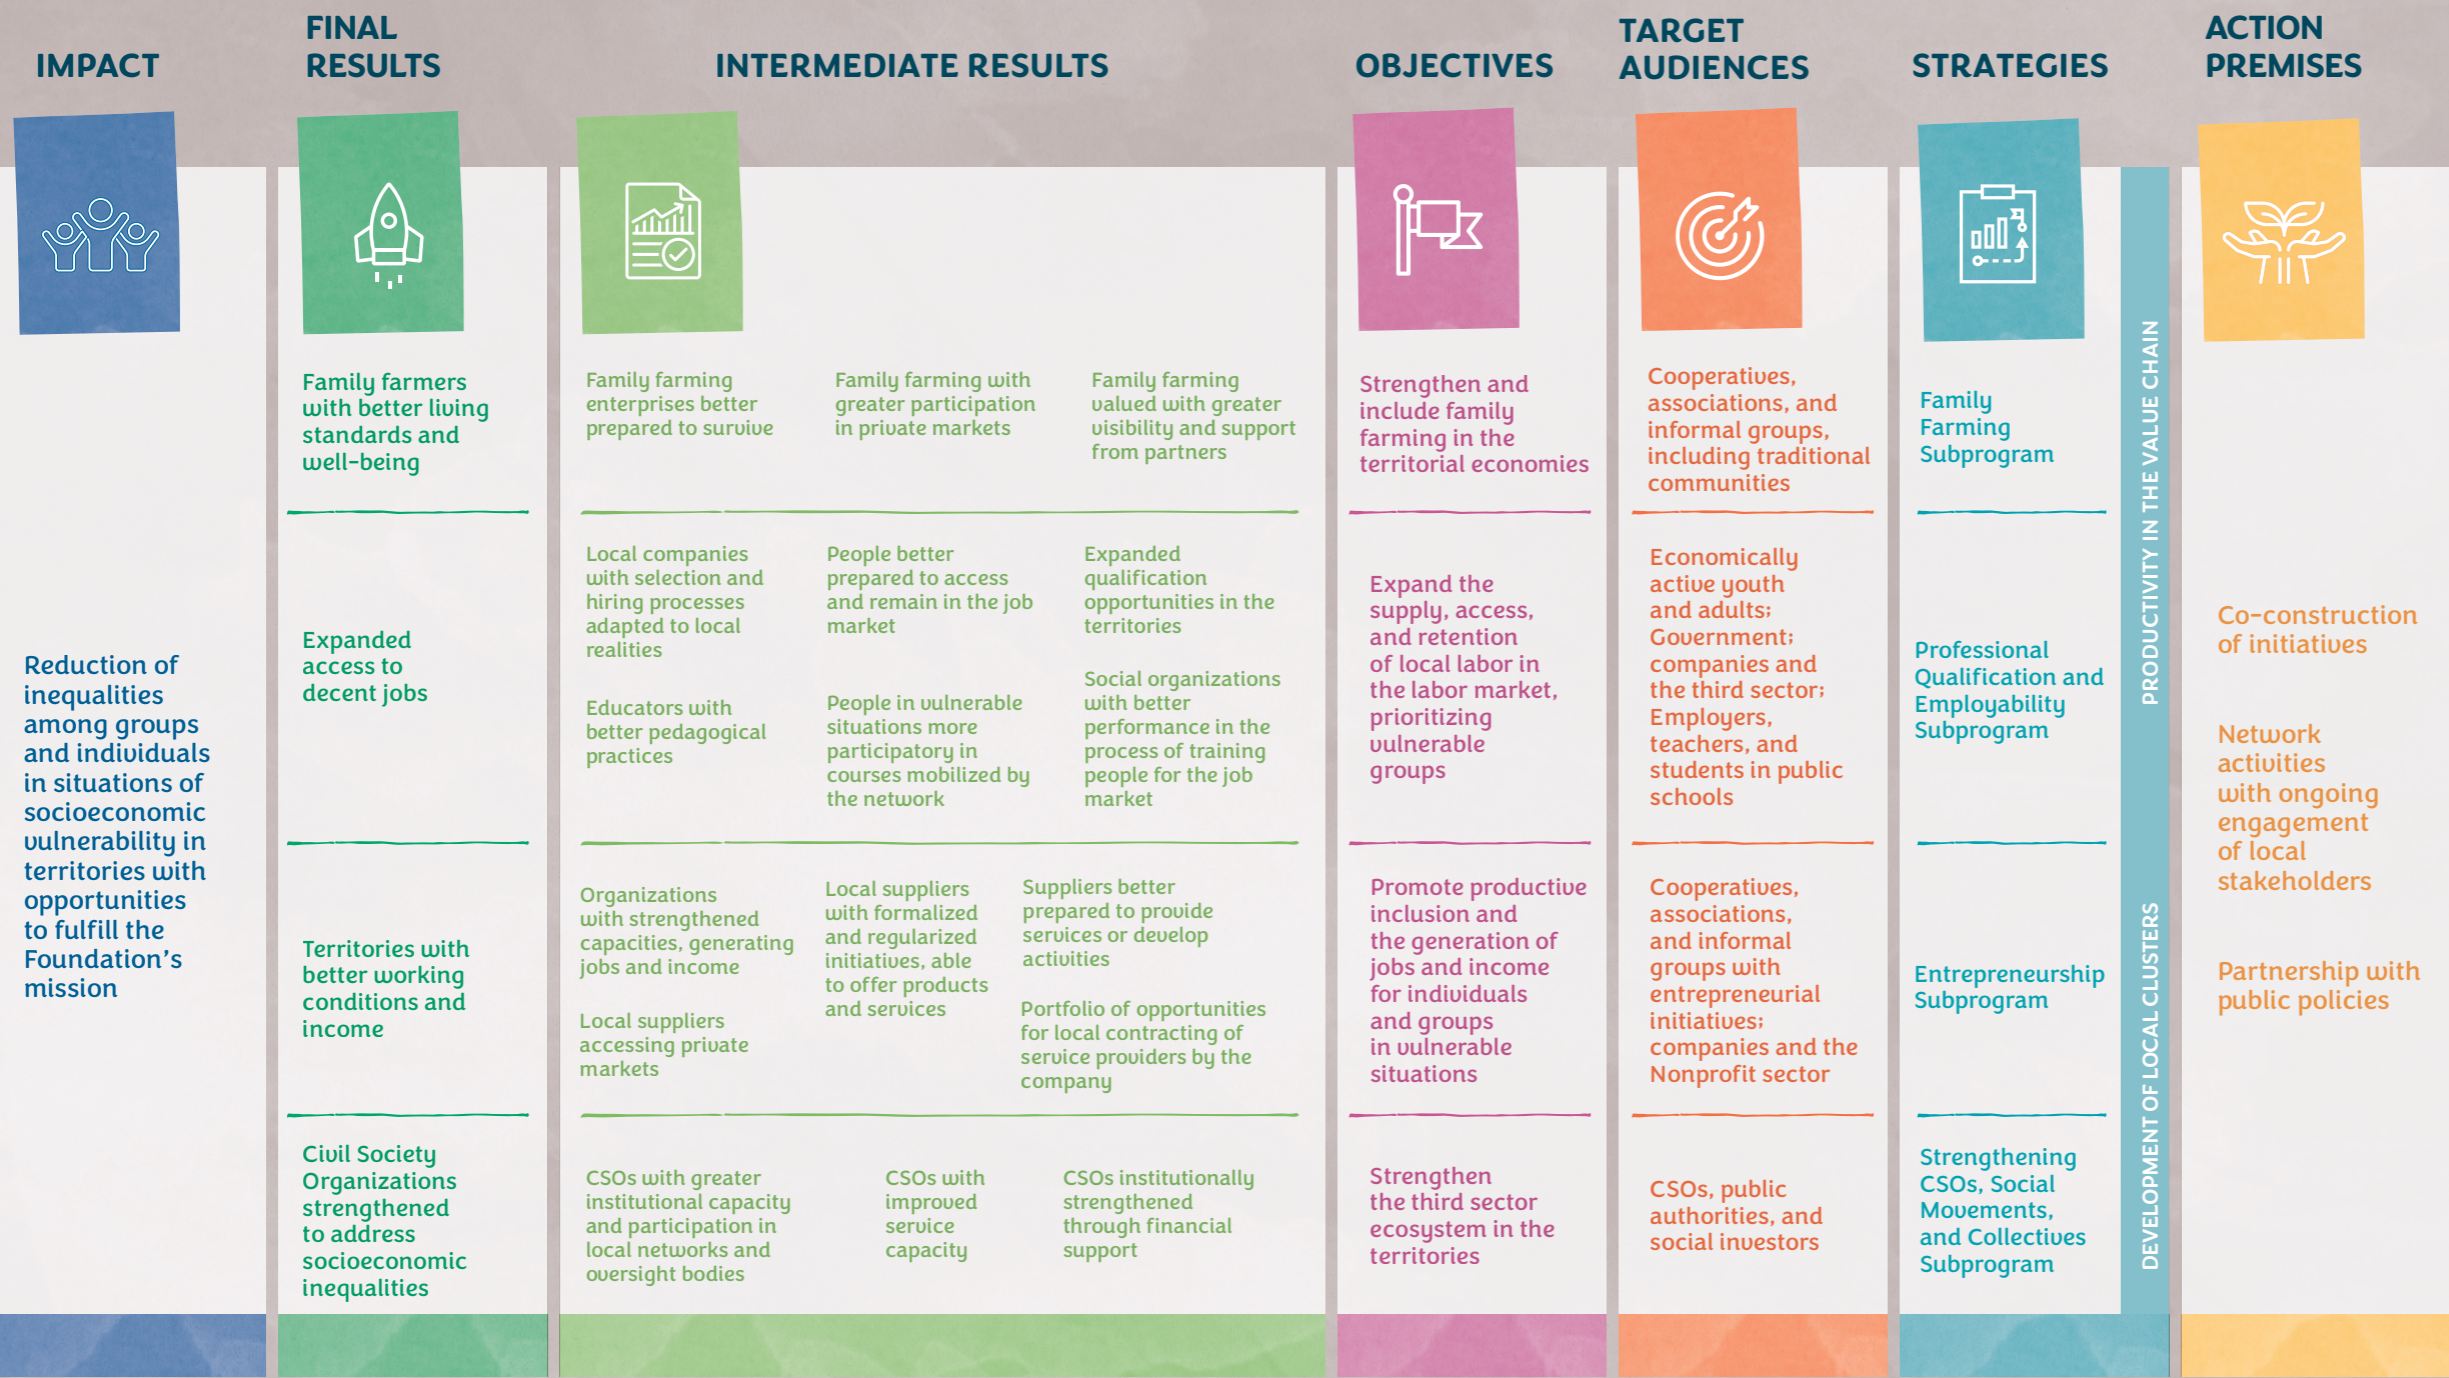 IMPACT
FINAL
RESULTS
INTERMEDIATE RESULTS
OBJECTIVES
TARGET
AUDIENCES
STRATEGIES
ACTION
PREMISES
Reduction of
inequalities
among groups
and individuals
in situations of
socioeconomic
vulnerability in
territories with
opportunities
to fulfill the
Foundation's
mission
Family farmers
with better living
standards and
well-being
Family farming
enterprises better
prepared to survive
Family farming with
greater participation
in private markets
Family farming
valued with greater
visibility and support
from partners
Strengthen and
include family
farming in the
territorial economies
Cooperatives,
associations, and
informal groups,
including traditional
communities
Family
Farming
Subprogram
Expanded
access to
decent jobs
Local companies
with selection and
hiring processes
adapted to local
realities
People better
prepared to access
and remain in the job
market
Expanded
qualification
opportunities in the
territories
Educators with
better pedagogical
practices
People in vulnerable
situations more
participatory in
courses mobilized by
the network
Social organizations
with better
performance in the
process of training
people for the job
market
Expand the
supply, access,
and retention
of local labor in
the labor market,
prioritizing
vulnerable
groups
Economically
active youth
and adults;
Government;
companies and
the third sector;
Employers,
teachers, and
students in public
schools
Professional
Qualification and
Employability
Subprogram
Territories with
better working
conditions and
income
Organizations
with strengthened
capacities, generating
jobs and income
Local suppliers
with formalized
and regularized
initiatives, able
to offer products
and services
Suppliers better
prepared to provide
services or develop
activities
Local suppliers
accessing private
markets
Portfolio of opportunities
for local contracting of
service providers by the
company
Promote productive
inclusion and
the generation of
jobs and income
for individuals
and groups
in vulnerable
situations
Cooperatives,
associations,
and informal
groups with
entrepreneurial
initiatives;
companies and the
Nonprofit sector
Entrepreneurship
Subprogram
Civil Society
Organizations
strengthened
to address
socioeconomic
inequalities
CSOs with greater
institutional capacity
and participation in
local networks and
oversight bodies
CSOs with
improved
service
capacity
CSOs institutionally
strengthened
through financial
support
Strengthen
the third sector
ecosystem in the
territories
CSOs, public
authorities, and
social investors
Strengthening
CSOs, Social
Movements,
and Collectives
Subprogram
PRODUCTIVITY IN THE VALUE CHAIN
DEVELOPMENT OF LOCAL CLUSTERS
Co-construction
of initiatives
Network
activities
with ongoing
engagement
of local
stakeholders
Partnership with
public policies